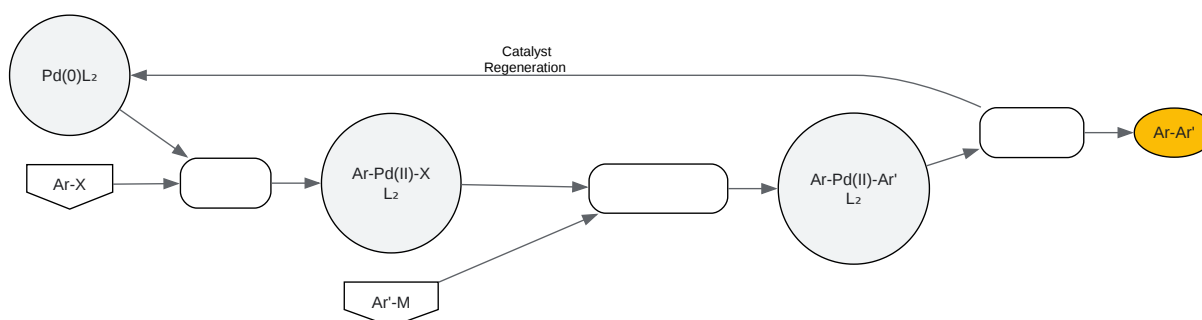 Catalyst
Regeneration
Pd(0)L₂
Ar-X
Ar-Pd(II)-X
L₂
Ar'-M
Ar-Pd(II)-Ar'
L₂
Ar-Ar'